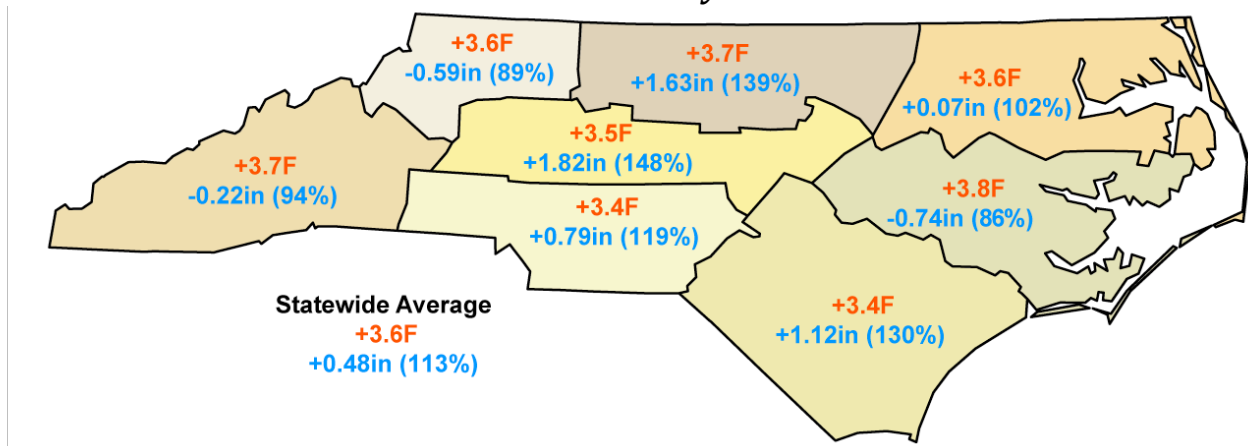 +3.6F
-0.59in (89%)
+3.7F
+1.63in (139%)
+3.6F
+0.07in (102%)
+3.5F
+1.82in (148%)
+3.7F
-0.22in (94%)
+3.4F
+0.79in (119%)
+3.8F
-0.74in (86%)
+3.4F
+1.12in (130%)
Statewide Average
+3.6F
+0.48in (113%)